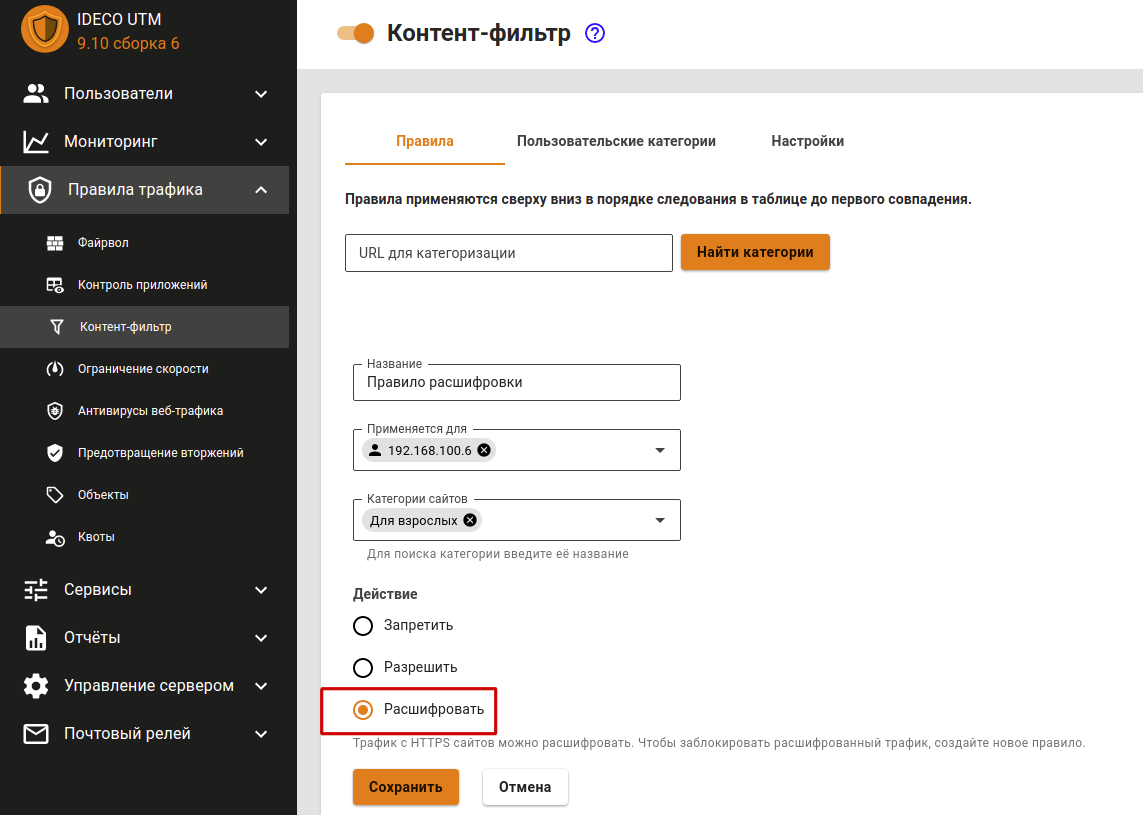 IDECO UTM
9.10 сборка 6
Пользователи
Мониторинг
Правила трафика
Файрвол
Контроль приложений
Контент-фильтр
Ограничение скорости
Антивирусы веб-трафика
Предотвращение вторжений
Объекты
Квоты
Сервисы
Отчёты
Управление сервером
Почтовый релей
Контент-фильтр ?
Правила Пользовательские категории Настройки
Правила применяются сверху вниз в порядке следования в таблице до первого совпадения.
URL для категоризации Найти категории
Название
Правило расшифровки
Применяется для
192.168.100.6
Категории сайтов
Для взрослых
Для поиска категории введите её название
Действие
Запретить
Разрешить
Расшифровать
Трафик с HTTPS сайтов можно расшифровать. Чтобы заблокировать расшифрованный трафик, создайте новое правило.
Сохранить Отмена